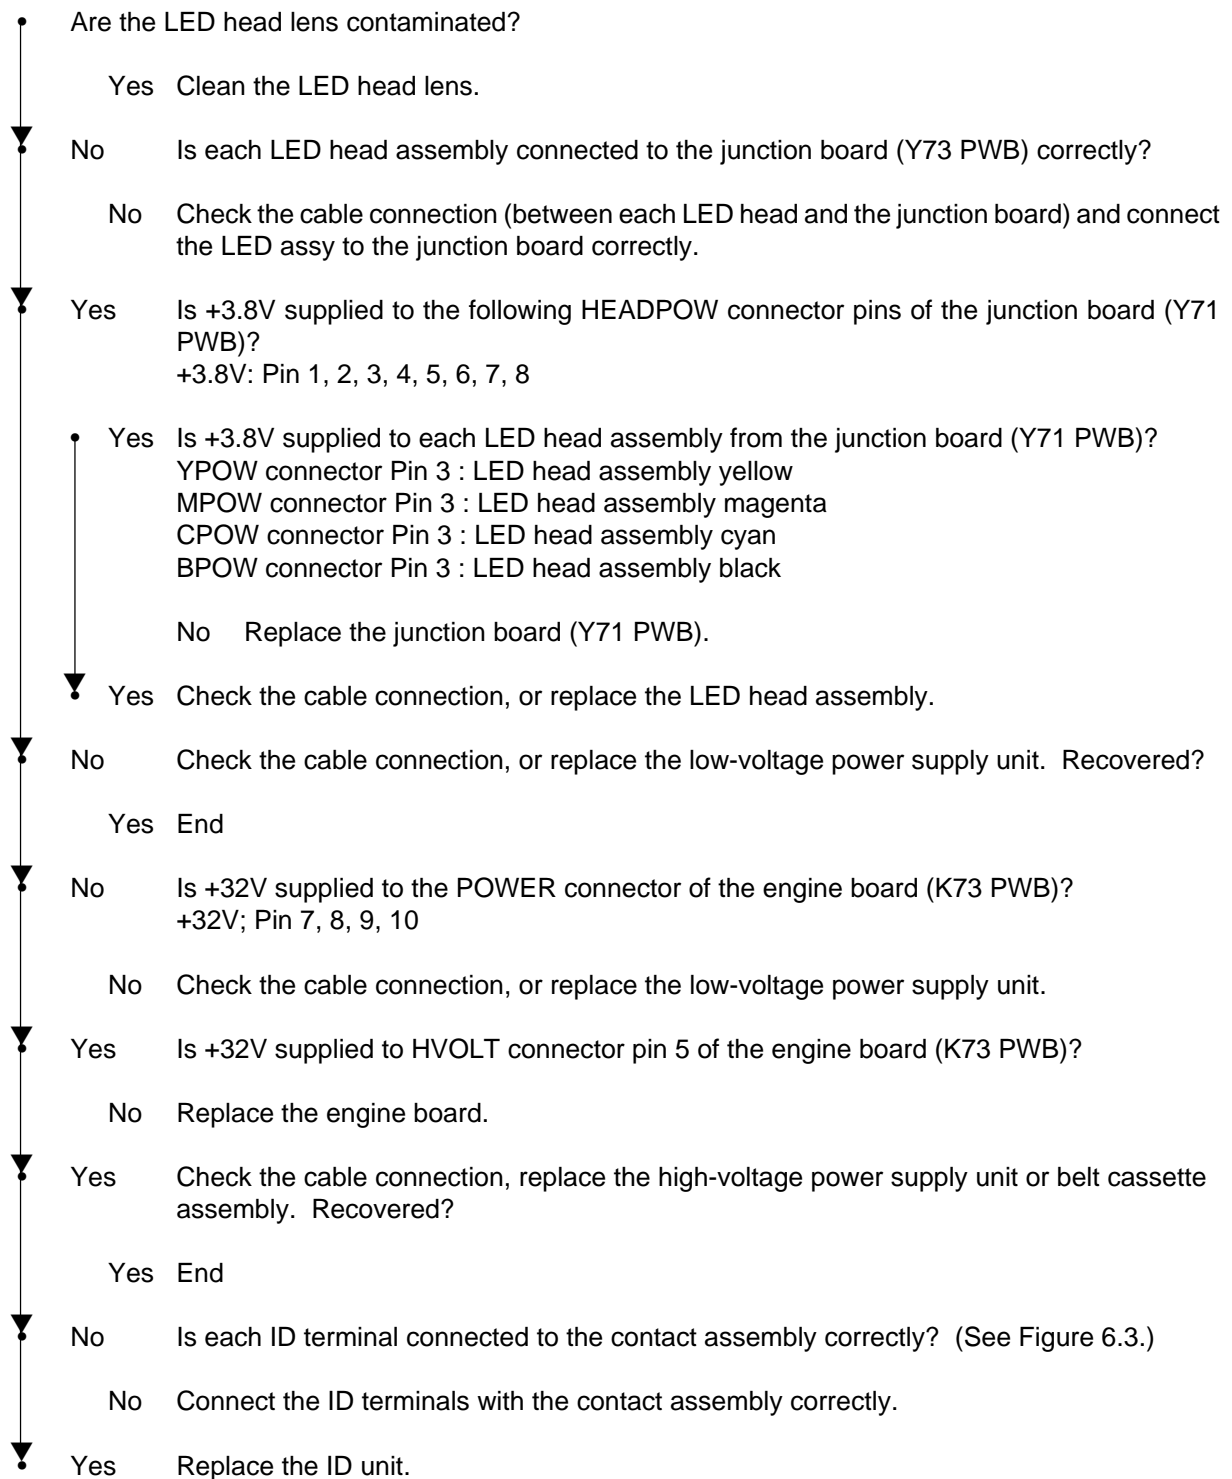 Are the LED head lens contaminated?
Yes Clean the LED head lens.
No Is each LED head assembly connected to the junction board (Y73 PWB) correctly?
No Check the cable connection (between each LED head and the junction board) and connect
the LED assy to the junction board correctly.
Yes Is +3.8V supplied to the following HEADPOW connector pins of the junction board (Y71
PWB)?
+3.8V: Pin 1, 2, 3, 4, 5, 6, 7, 8
Yes Is +3.8V supplied to each LED head assembly from the junction board (Y71 PWB)?
YPOW connector Pin 3 : LED head assembly yellow
MPOW connector Pin 3 : LED head assembly magenta
CPOW connector Pin 3 : LED head assembly cyan
BPOW connector Pin 3 : LED head assembly black
No Replace the junction board (Y71 PWB).
Yes Check the cable connection, or replace the LED head assembly.
No Check the cable connection, or replace the low-voltage power supply unit. Recovered?
Yes End
No Is +32V supplied to the POWER connector of the engine board (K73 PWB)?
+32V; Pin 7, 8, 9, 10
No Check the cable connection, or replace the low-voltage power supply unit.
Yes Is +32V supplied to HVOLT connector pin 5 of the engine board (K73 PWB)?
No Replace the engine board.
Yes Check the cable connection, replace the high-voltage power supply unit or belt cassette
assembly. Recovered?
Yes End
No Is each ID terminal connected to the contact assembly correctly? (See Figure 6.3.)
No Connect the ID terminals with the contact assembly correctly.
Yes Replace the ID unit.